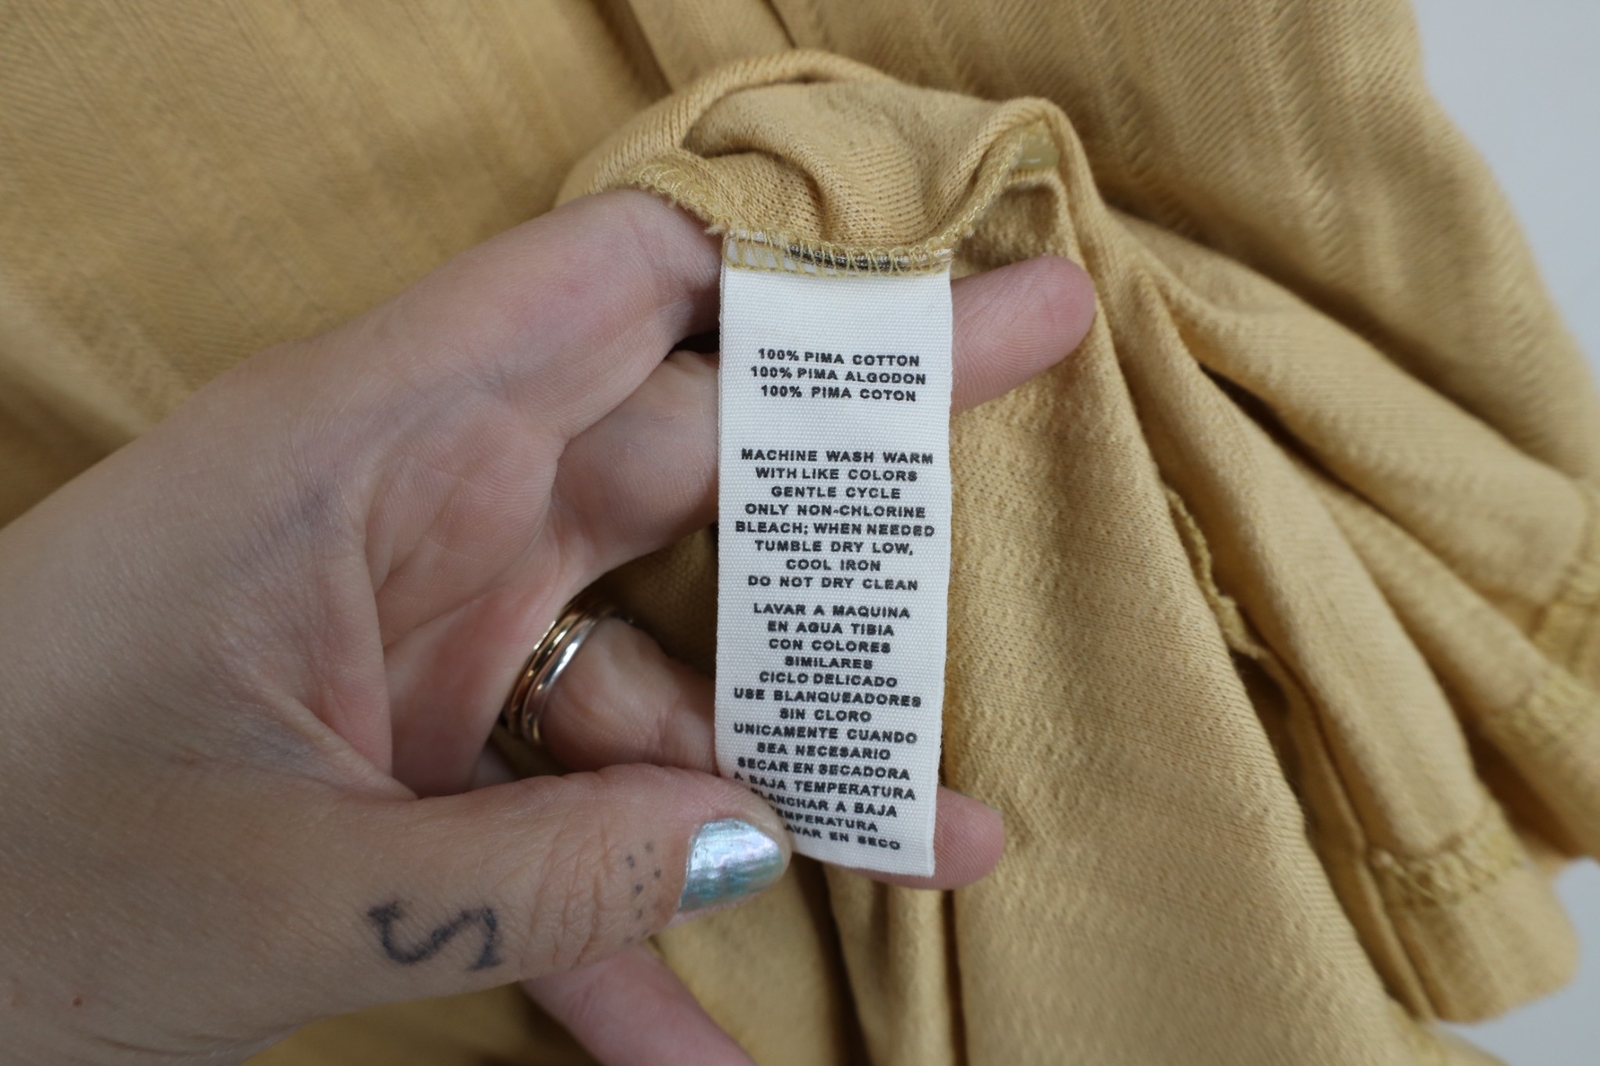 100% PIMA COTTON
100% PIMA ALGODON
100% PIMA COTON
MACHINE WASH WARM
WITH LIKE COLORS
GENTLE CYCLE
ONLY NON-CHLORINE
BLEACH; WHEN NEEDED
TUMBLE DRY LOW,
COOL IRON
DO NOT DRY CLEAN
LAVAR A MAQUINA
EN AGUA TIBIA
CON COLORES
SIMILARES
CICLO DELICADO
USE BLANQUEADORES
SIN CLORO
UNICAMENTE CUANDO
SEA NECESARIO
SECAR EN SECADORA
A BAJA TEMPERATURA
PLANCHAR A BAJA
TEMPERATURA
LAVAR EN SECO
S